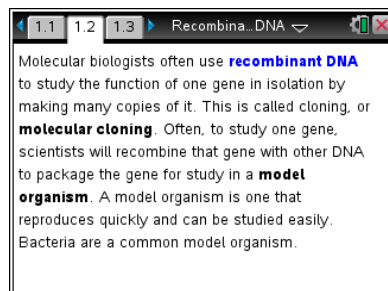 1.1 1.2 1.3 Recombina...DNA
Molecular biologists often use recombinant DNA
to study the function of one gene in isolation by
making many copies of it. This is called cloning, or
molecular cloning. Often, to study one gene,
scientists will recombine that gene with other DNA
to package the gene for study in a model
organism. A model organism is one that
reproduces quickly and can be studied easily.
Bacteria are a common model organism.